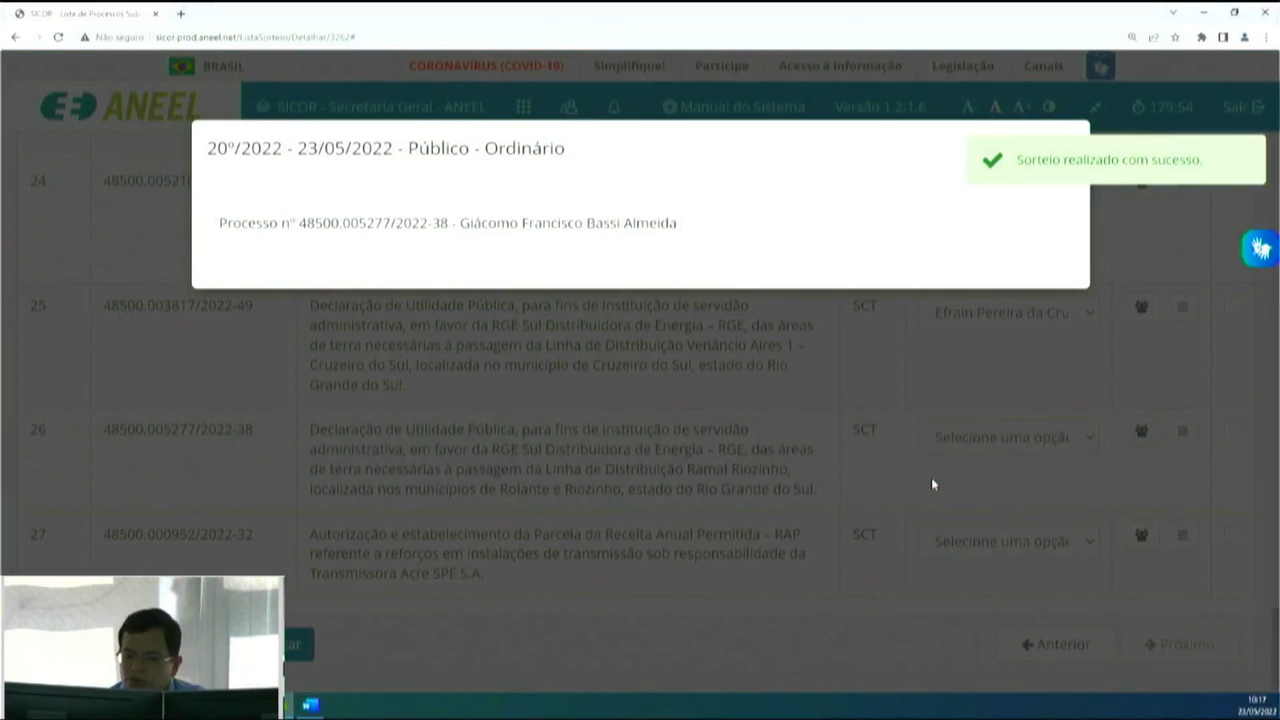 SICOR - Lista de Processos Sub
Não seguro
sicor.prod.aneel.net/ListaSorteio/Detalhar/3262#
BRASIL
CORONAVÍRUS (COVID-19)
Simplifique!
Participe
Acesso à informação
Legislação
Canais
ANEEL
SICOR - Secretaria Geral - ANEEL
Manual do Sistema
Versão 1.2;1.6
A- A A+
179:54
Sair
20º/2022 - 23/05/2022 - Público - Ordinário
Sorteio realizado com sucesso.
Processo nº 48500.005277/2022-38 - Giácomo Francisco Bassi Almeida
24
25
48500.003817/2022-49
Declaração de Utilidade Pública, para fins de instituição de servidão
administrativa, em favor da RGE Sul Distribuidora de Energia – RGE, das áreas
de terra necessárias à passagem da Linha de Distribuição Venâncio Aires 1 –
Cruzeiro do Sul, localizada no município de Cruzeiro do Sul, estado do Rio
Grande do Sul.
SCT
Efrain Pereira da Cru
26
48500.005277/2022-38
Declaração de Utilidade Pública, para fins de instituição de servidão
administrativa, em favor da RGE Sul Distribuidora de Energia – RGE, das áreas
de terra necessárias à passagem da Linha de Distribuição Ramal Riozinho,
localizada nos municípios de Rolante e Riozinho, estado do Rio Grande do Sul.
SCT
Selecione uma opçã
27
48500.000952/2022-32
Autorização e estabelecimento da Parcela da Receita Anual Permitida – RAP
referente a reforços em instalações de transmissão sob responsabilidade da
Transmissora Acre SPE S.A.
SCT
Selecione uma opçã
Anterior
Próximo
10:17
23/05/2022